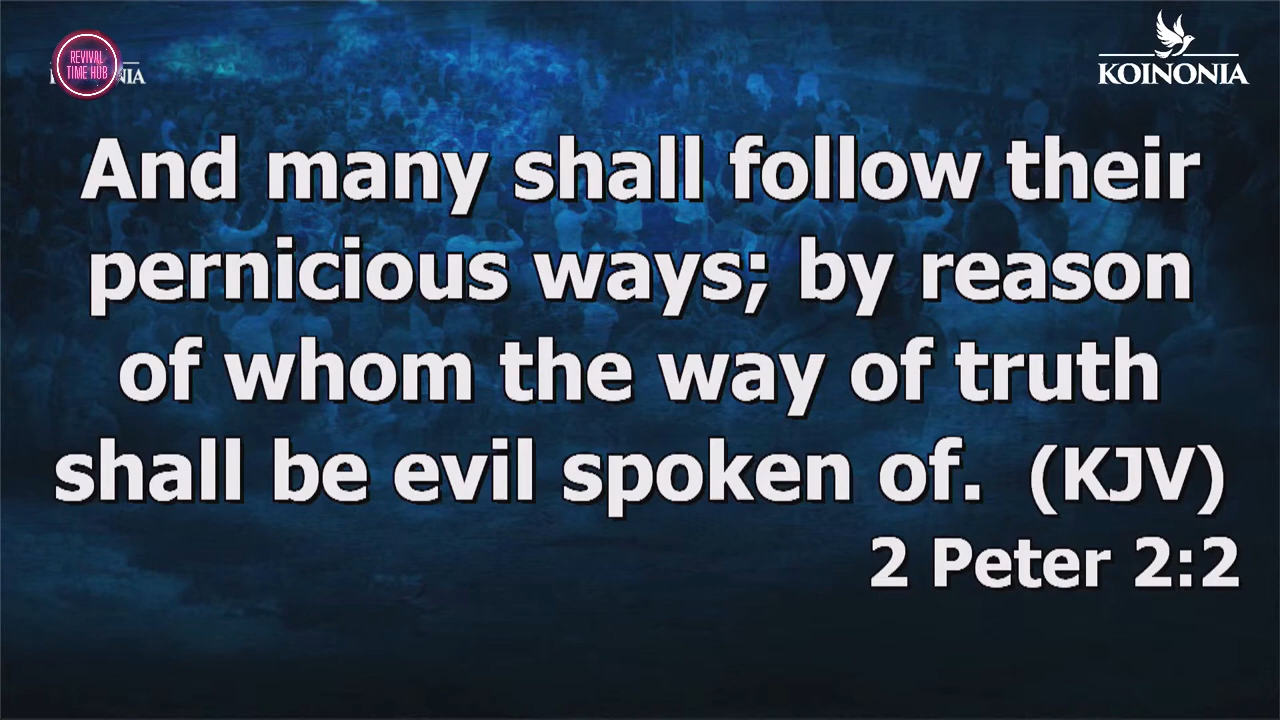 REVIVAL
TIME HUB
NIA
KOINONIA
And many shall follow their
pernicious ways; by reason
of whom the way of truth
shall be evil spoken of. (KJV)
2 Peter 2:2